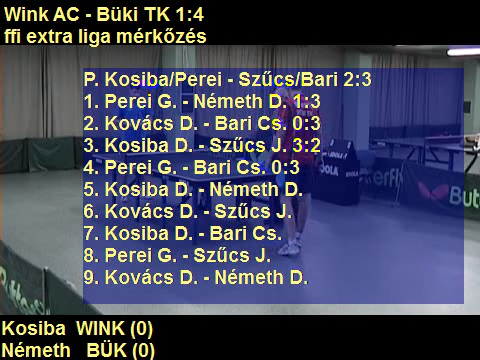 Wink AC - Büki TK 1:4
ffi extra liga mérkőzés
P. Kosiba/Perei - Szűcs/Bari 2:3
1. Perei G. - Németh D. 1:3
2. Kovács D. - Bari Cs. 0:3
3. Kosiba D. - Szűcs J. 3:2
4. Perei G. - Bari Cs. 0:3
5. Kosiba D. - Németh D.
6. Kovács D. - Szűcs J.
7. Kosiba D. - Bari Cs.
8. Perei G. - Szűcs J.
9. Kovács D. - Németh D.
JOOLA
Kosiba WINK (0)
Németh BÜK (0)